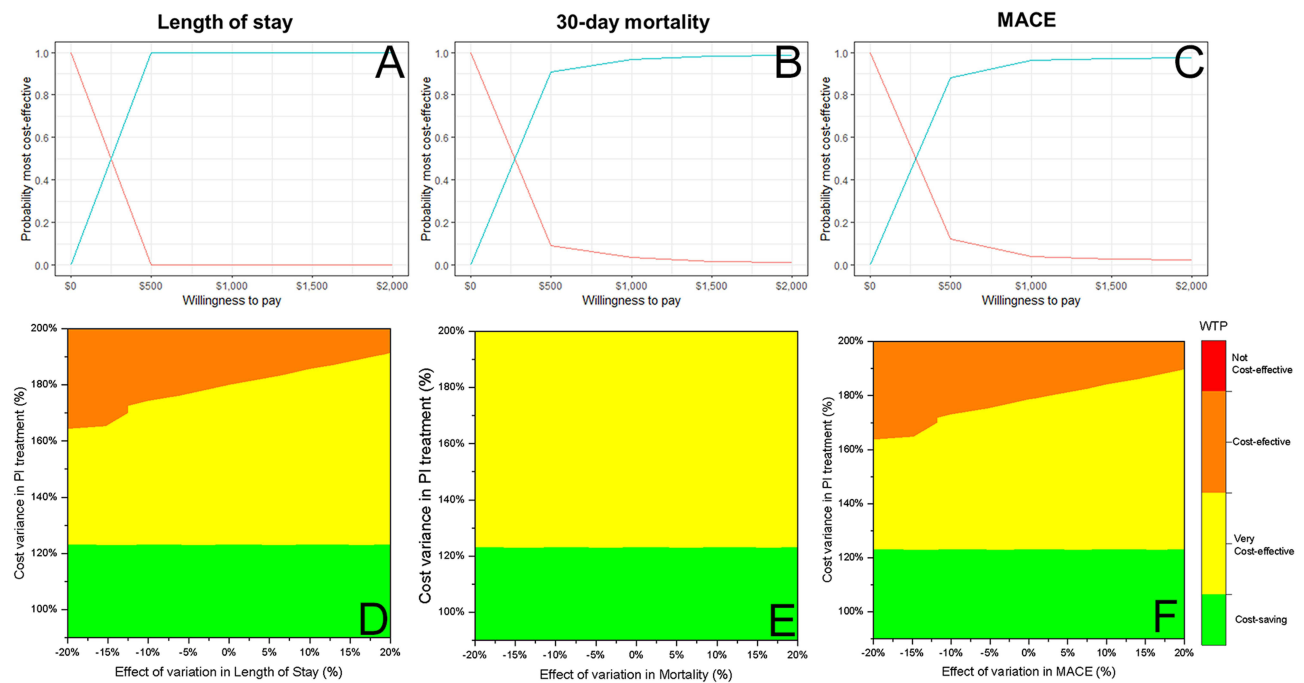 Length of stay
30-day mortality
MACE
A
B
C
Probability most cost-effective
1.0
0.8
0.6
0.4
0.2
0.0
$0
$500
$1,000
$1,500
$2,000
Willingness to pay
Probability most cost-effective
1.0
0.8
0.6
0.4
0.2
0.0
$0
$500
$1,000
$1,500
$2,000
Willingness to pay
Probability most cost-effective
1.0
0.8
0.6
0.4
0.2
0.0
$0
$500
$1,000
$1,500
$2,000
Willingness to pay
Cost variance in PI treatment (%)
200%
180%
160%
140%
120%
100%
D
-20%
-15%
-10%
-5%
0%
5%
10%
15%
20%
Effect of variation in Length of Stay (%)
Cost variance in PI treatment (%)
200%
180%
160%
140%
120%
100%
E
-20%
-15%
-10%
-5%
0%
5%
10%
15%
20%
Effect of variation in Mortality (%)
Cost variance in PI treatment (%)
200%
180%
160%
140%
120%
100%
F
-20%
-15%
-10%
-5%
0%
5%
10%
15%
20%
Effect of variation in MACE (%)
WTP
Not
Cost-effective
Cost-efective
Very
Cost-effective
Cost-saving